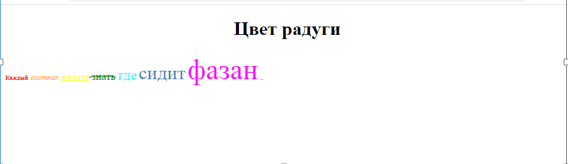 Цвет радуги
Каждый охотник желает знать где сидит фазан .